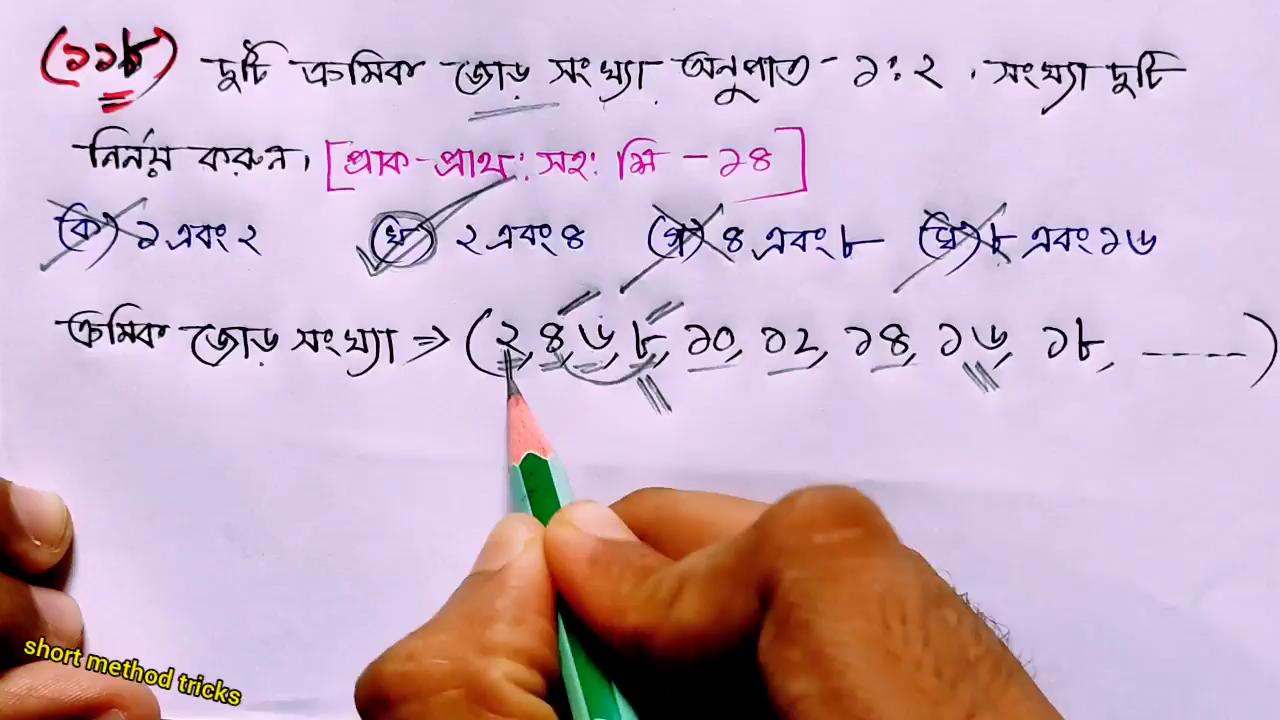 (১১৮) দুটি ক্রমিক জোড় সংখ্যা অনুপাত - ১ : ২ . সংখ্যা দুটি
নির্নয় করুন। [প্রাক-প্রাথঃ সহঃ শি - ১৪]
(ক) ১ এবং ২ (খ) ২ এবং ৪ (গ) ৪ এবং ৮ (ঘ) ৮ এবং ১৬
ক্রমিক জোড় সংখ্যা ⇒ (২, ৪, ৬, ৮, ১০, ১২, ১৪, ১৬, ১৮, -----)
short method tricks